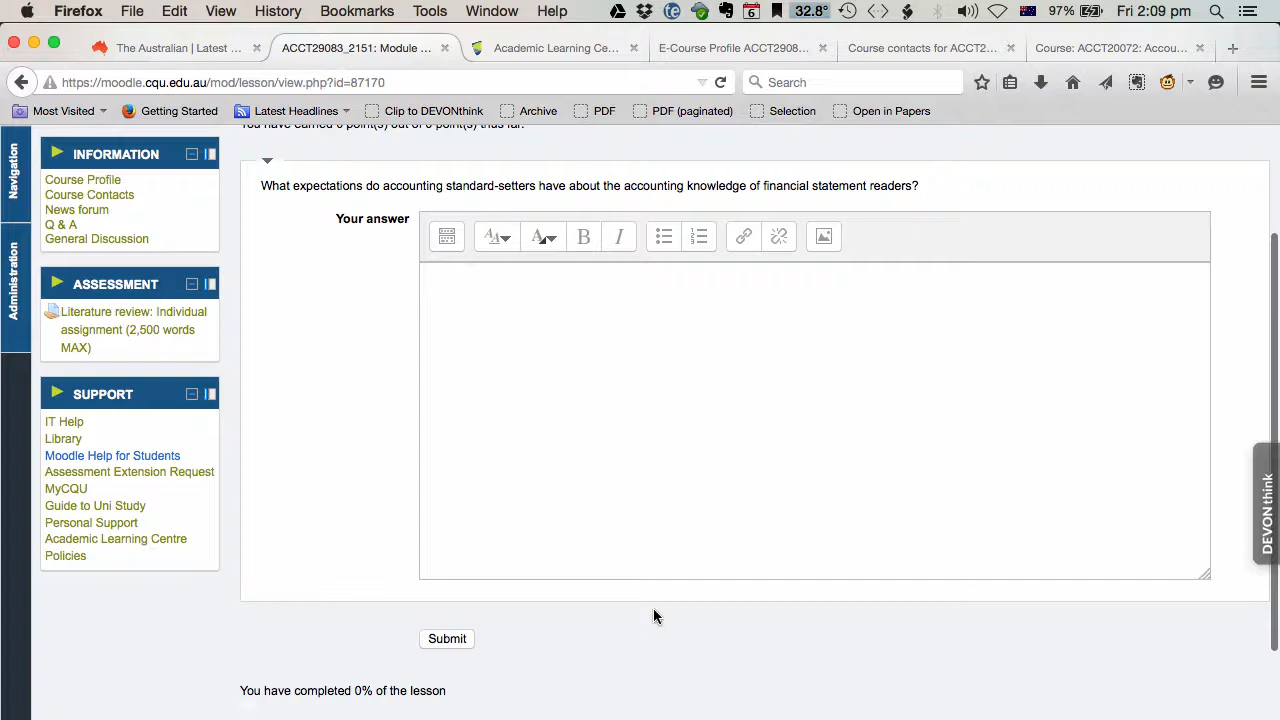 Firefox File Edit View History Bookmarks Tools Window Help 6 32.8° 97% Fri 2:09 pm
The Australian | Latest ... ACCT29083_2151: Module ... Academic Learning Ce... E-Course Profile ACCT2908... Course contacts for ACCT2... Course: ACCT20072: Accou...
https://moodle.cqu.edu.au/mod/lesson/view.php?id=87170 Search
Most Visited Getting Started Latest Headlines Clip to DEVONthink Archive PDF PDF (paginated) Selection Open in Papers
Navigation
Administration
INFORMATION
Course Profile
Course Contacts
News forum
Q & A
General Discussion
ASSESSMENT
Literature review: Individual
assignment (2,500 words
MAX)
SUPPORT
IT Help
Library
Moodle Help for Students
Assessment Extension Request
MyCQU
Guide to Uni Study
Personal Support
Academic Learning Centre
Policies
What expectations do accounting standard-setters have about the accounting knowledge of financial statement readers?
Your answer
B I
Submit
You have completed 0% of the lesson
DEVONthink